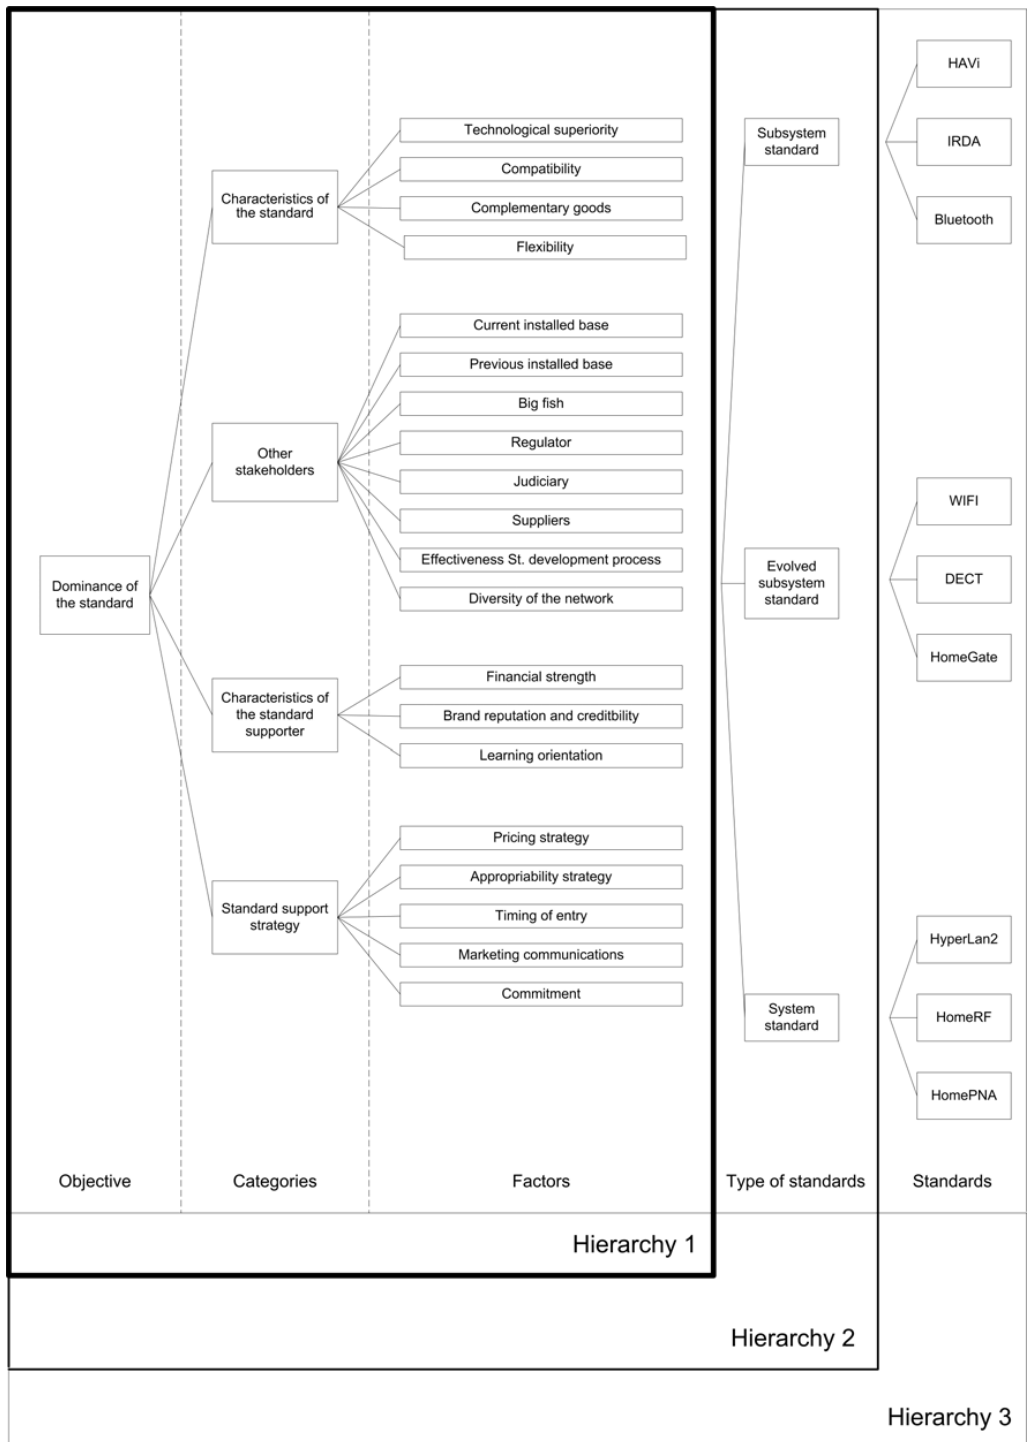 Dominance of
the standard
Objective
Characteristics of
the standard
Other
stakeholders
Characteristics of
the standard
supporter
Standard support
strategy
Categories
Technological superiority
Compatibility
Complementary goods
Flexibility
Current installed base
Previous installed base
Big fish
Regulator
Judiciary
Suppliers
Effectiveness St. development process
Diversity of the network
Financial strength
Brand reputation and creditbility
Learning orientation
Pricing strategy
Appropriability strategy
Timing of entry
Marketing communications
Commitment
Factors
Subsystem
standard
Evolved
subsystem
standard
System
standard
Type of standards
HAVi
IRDA
Bluetooth
WIFI
DECT
HomeGate
HyperLan2
HomeRF
HomePNA
Standards
Hierarchy 1
Hierarchy 2
Hierarchy 3